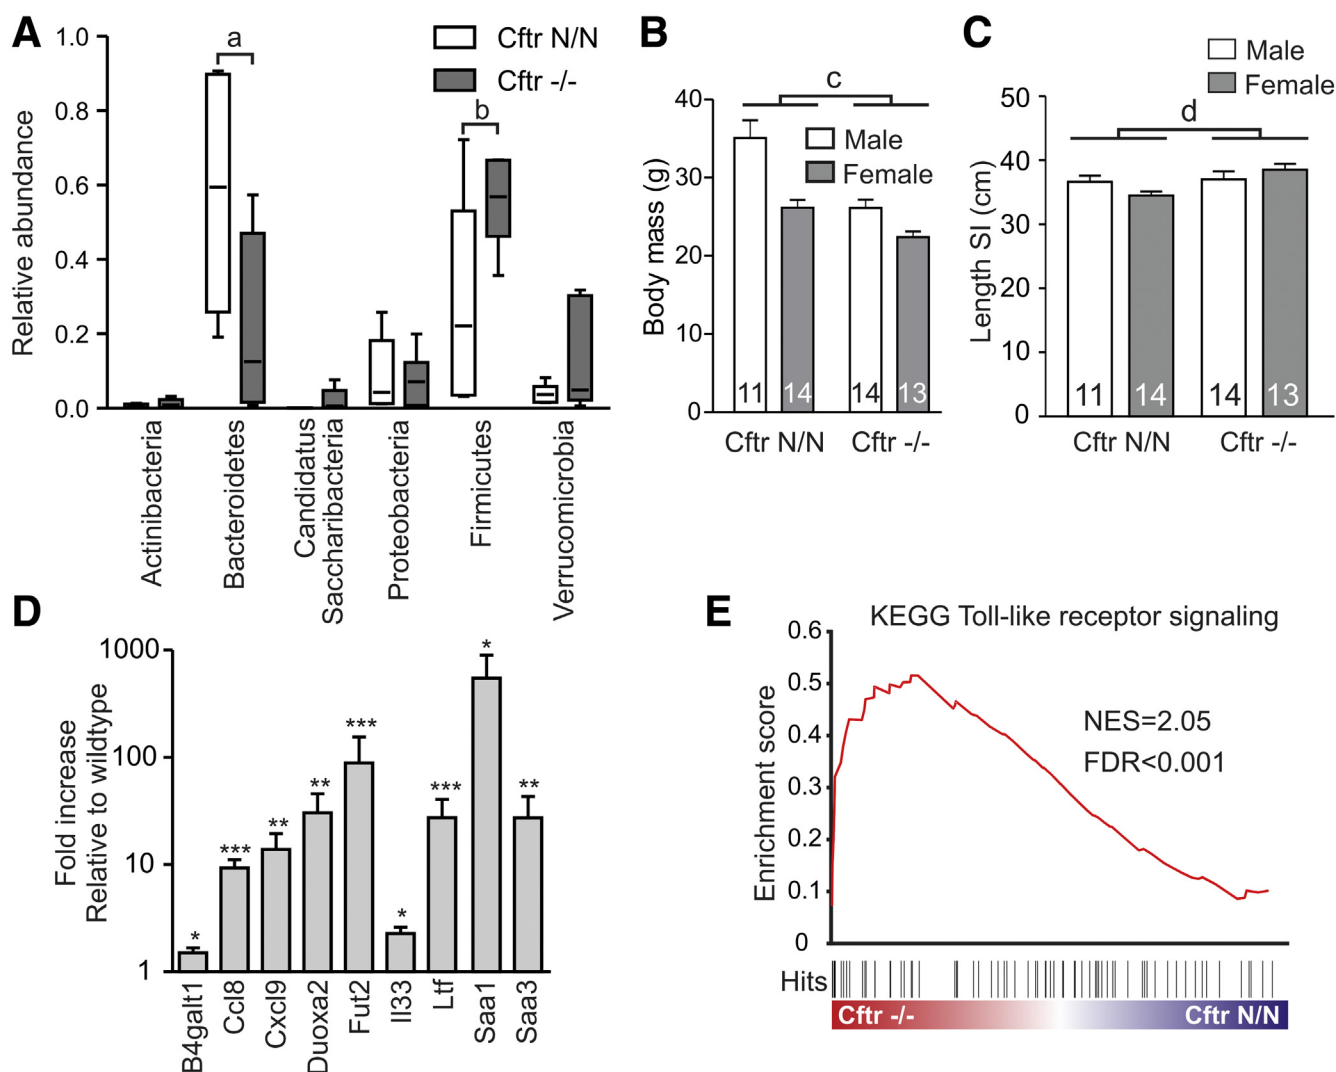 A
1.0
0.8
0.6
0.4
0.2
0.0
Relative abundance
a
b
Cftr N/N
Cftr -/-
Actinibacteria
Bacteroidetes
Candidatus
Saccharibacteria
Proteobacteria
Firmicutes
Verrucomicrobia
B
40
30
20
10
0
Body mass (g)
c
Male
Female
11
14
14
13
Cftr N/N
Cftr -/-
C
50
40
30
20
10
0
Length SI (cm)
d
Male
Female
11
14
14
13
Cftr N/N
Cftr -/-
D
1000
100
10
1
Fold increase
Relative to wildtype
*
***
**
**
***
*
***
*
**
B4galt1
Ccl8
Cxcl9
Duoxa2
Fut2
Il33
Ltf
Saa1
Saa3
E
KEGG Toll-like receptor signaling
0.6
0.5
0.4
0.3
0.2
0.1
0
Enrichment score
NES=2.05
FDR<0.001
Hits
Cftr -/-
Cftr N/N